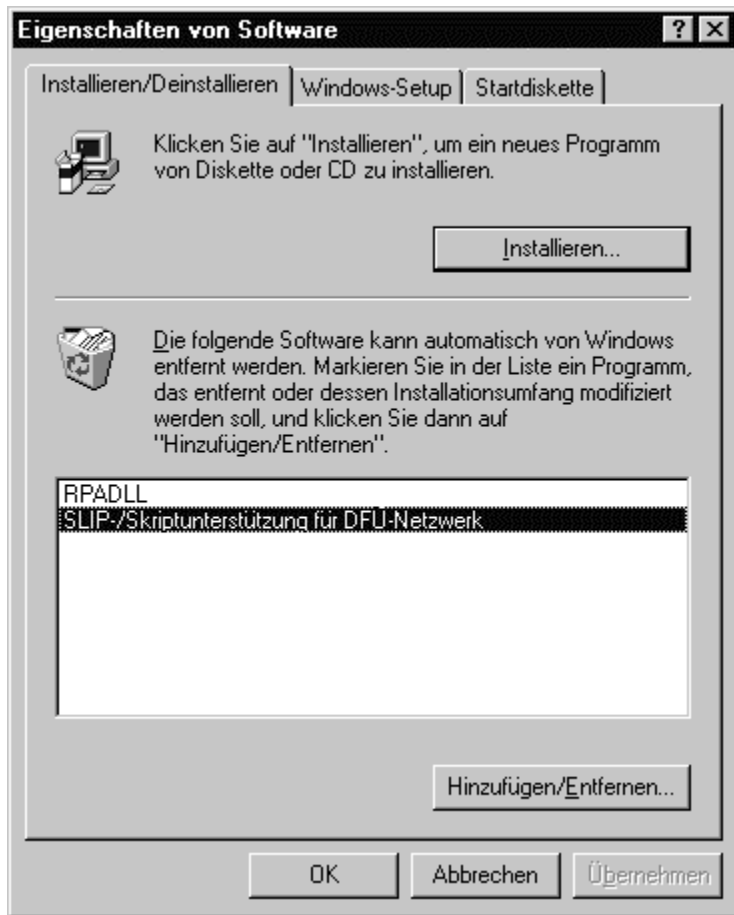 Eigenschaften von Software
Installieren/Deinstallieren Windows-Setup Startdiskette
Klicken Sie auf "Installieren", um ein neues Programm
von Diskette oder CD zu installieren.
Installieren...
Die folgende Software kann automatisch von Windows
entfernt werden. Markieren Sie in der Liste ein Programm,
das entfernt oder dessen Installationsumfang modifiziert
werden soll, und klicken Sie dann auf
"Hinzufügen/Entfernen".
RPADLL
SLIP-/Skriptunterstützung für DFÜ-Netzwerk
Hinzufügen/Entfernen...
OK Abbrechen Übernehmen